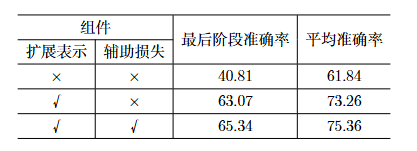 组件 最后阶段准确率 平均准确率
扩展表示 辅助损失
× × 40.81 61.84
√ × 63.07 73.26
√ √ 65.34 75.36